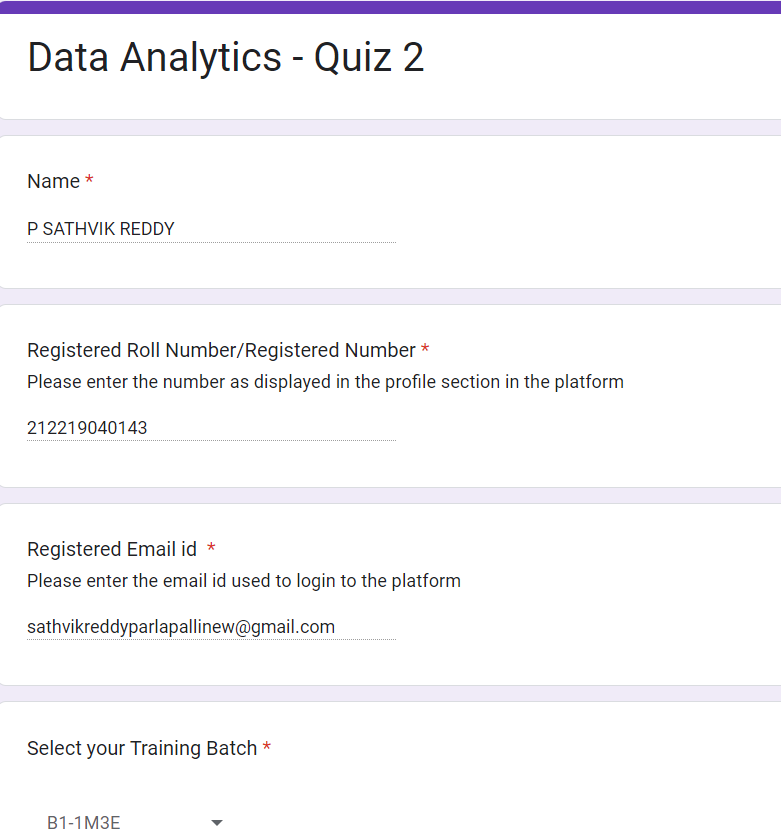 Data Analytics - Quiz 2
Name *
P SATHVIK REDDY
Registered Roll Number/Registered Number *
Please enter the number as displayed in the profile section in the platform
212219040143
Registered Email id *
Please enter the email id used to login to the platform
sathvikreddyparlapallinew@gmail.com
Select your Training Batch *
B1-1M3E